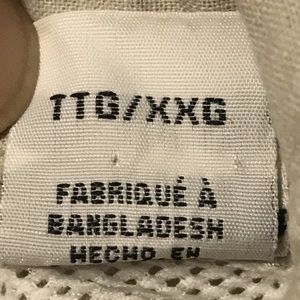 TTG/XXG
FABRIQUÉ À
BANGLADESH
HECHO EN